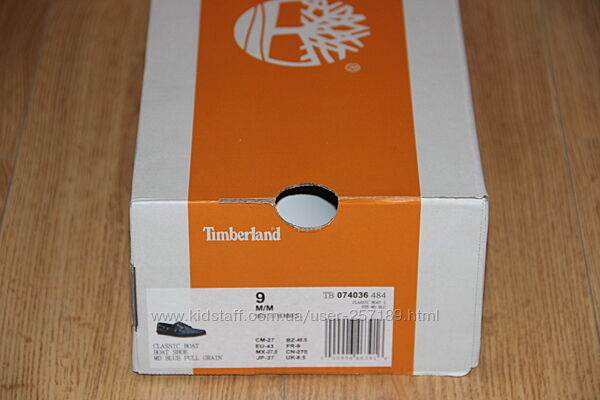 ®
Timberland
9
M/M
TB 074036 484
CLASSIC BOAT
www.kidstaff.com.ua/user-257189.html
CM-27 BZ-40.5
EU-43 FR-9
MX-27.5 CN-275
JP-27 UK-8.5
CLASSIC BOAT
BOAT SHOE
MD BLUE FULL GRAIN